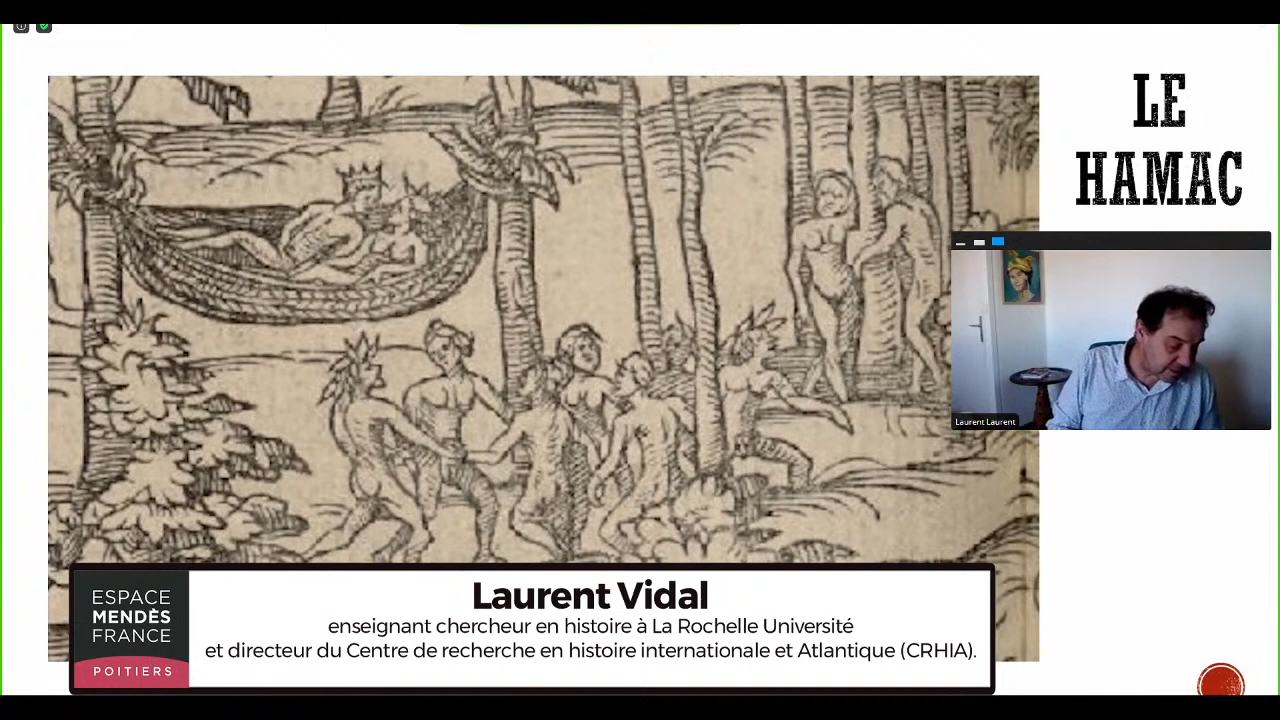 LE
HAMAC
Laurent Laurent
ESPACE
MENDÈS
FRANCE
POITIERS
Laurent Vidal
enseignant chercheur en histoire à La Rochelle Université
et directeur du Centre de recherche en histoire internationale et Atlantique (CRHIA).